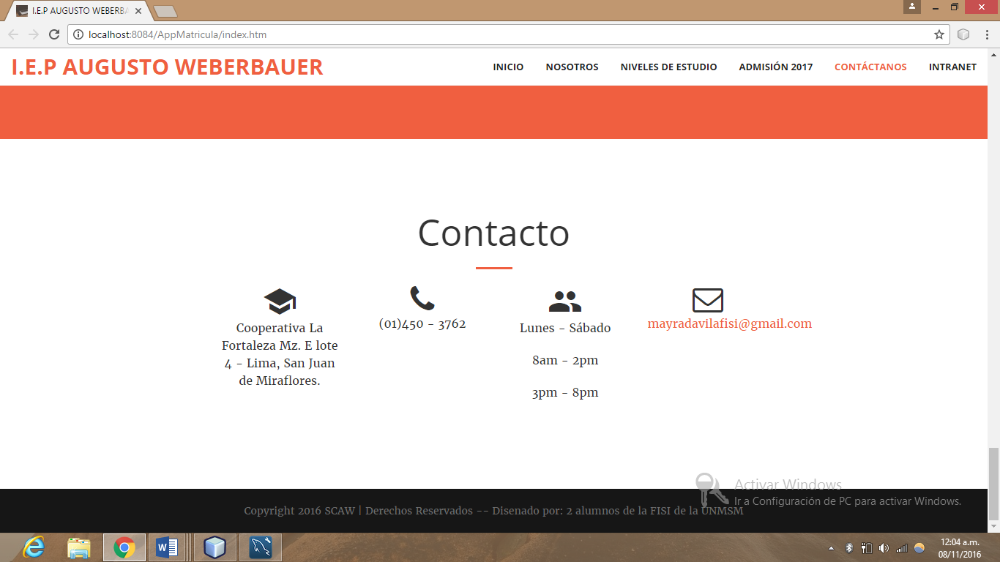 I.E.P AUGUSTO WEBERBA
localhost:8084/AppMatricula/index.htm
I.E.P AUGUSTO WEBERBAUER
INICIO NOSOTROS NIVELES DE ESTUDIO ADMISIÓN 2017 CONTÁCTANOS INTRANET
Contacto
Cooperativa La
Fortaleza Mz. E lote
4 - Lima, San Juan
de Miraflores.
(01)450 - 3762
Lunes - Sábado
8am - 2pm
3pm - 8pm
mayradavilafisi@gmail.com
Activar Windows
Ir a Configuración de PC para activar Windows.
Copyright 2016 SCAW | Derechos Reservados -- Disenado por: 2 alumnos de la FISI de la UNMSM
12:04 a.m.
08/11/2016